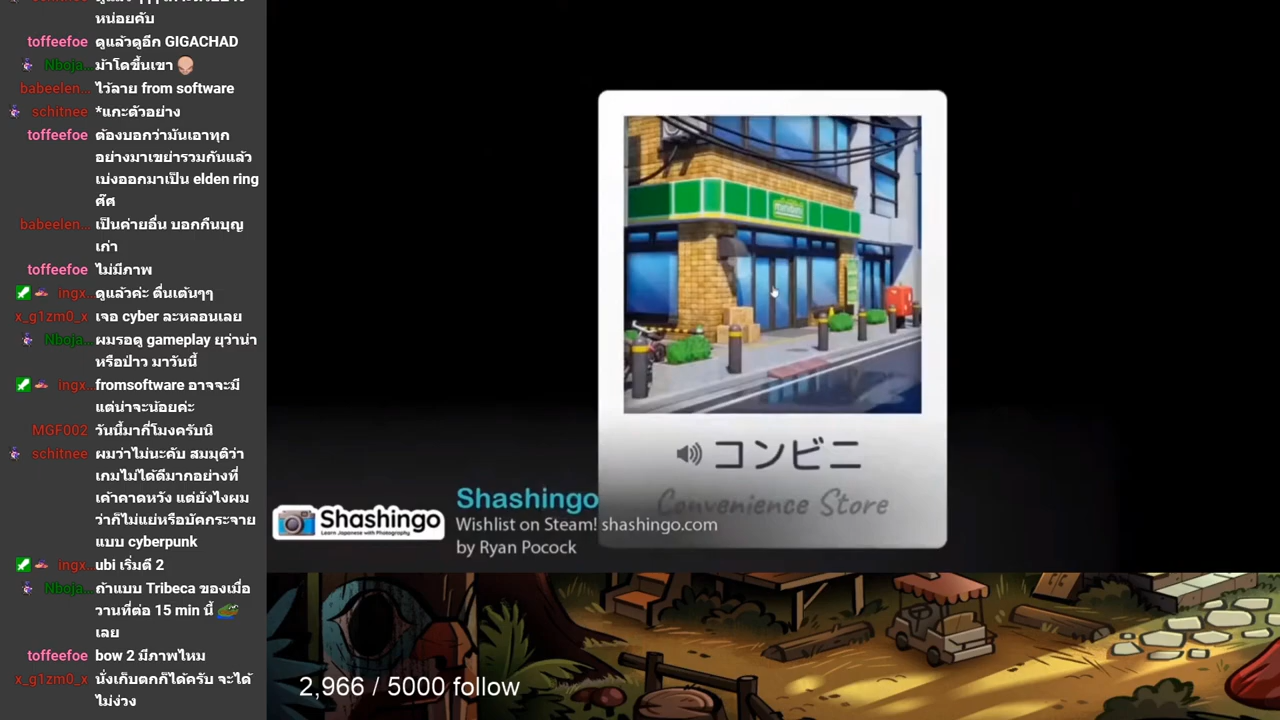 หน่อยคับ
toffeefoe ดูแล้วดูอีก GIGACHAD
Nboja... ม้าโดขึ้นเขา
babeelen... ไว้ลาย from software
schitnee *แกะตัวอย่าง
toffeefoe ต้องบอกว่ามันเอาทุก
อย่างมาเขย่ารวมกันแล้ว
เบ่งออกมาเป็น elden ring
ศึ๊ศ
babeelen... เป็นค่ายอื่น บอกกืนบุญ
เก่า
toffeefoe ไม่มีภาพ
ingx.. ดูแล้วค่ะ ตื่นเต้นๆๆ
x_g1zm0_x เจอ cyber ละหลอนเลย
Nboja... ผมรอดู gameplay ยุว่าน่า
หรือป่าว มาวันนี้
ingx.. fromsoftware อาจจะมี
แต่น่าจะน้อยค่ะ
MGF002 วันนี้มากี่โมงครับนิ
schitnee ผมว่าไม่นะคับ สมมุติว่า
เกมไม่ได้ดีมากอย่างที่
เค้าคาดหวัง แต่ยังไงผม
ว่าก็ไม่แย่หรือบัคกระจาย
แบบ cyberpunk
ingx.. ubi เริ่มดี 2
Nboja... ถ้าแบบ Tribeca ของเมื่อ
วานที่ต่อ 15 min นี้
เลย
toffeefoe bow 2 มีภาพไหม
x_g1zm0_x นั่งเก็บตกก็ได้ครับ จะได้
ไม่ง่วง
コンビニ
Convenience Store
Shashingo
Learn Japanese with Photography
Shashingo
Wishlist on Steam! shashingo.com
by Ryan Pocock
2,966 / 5000 follow